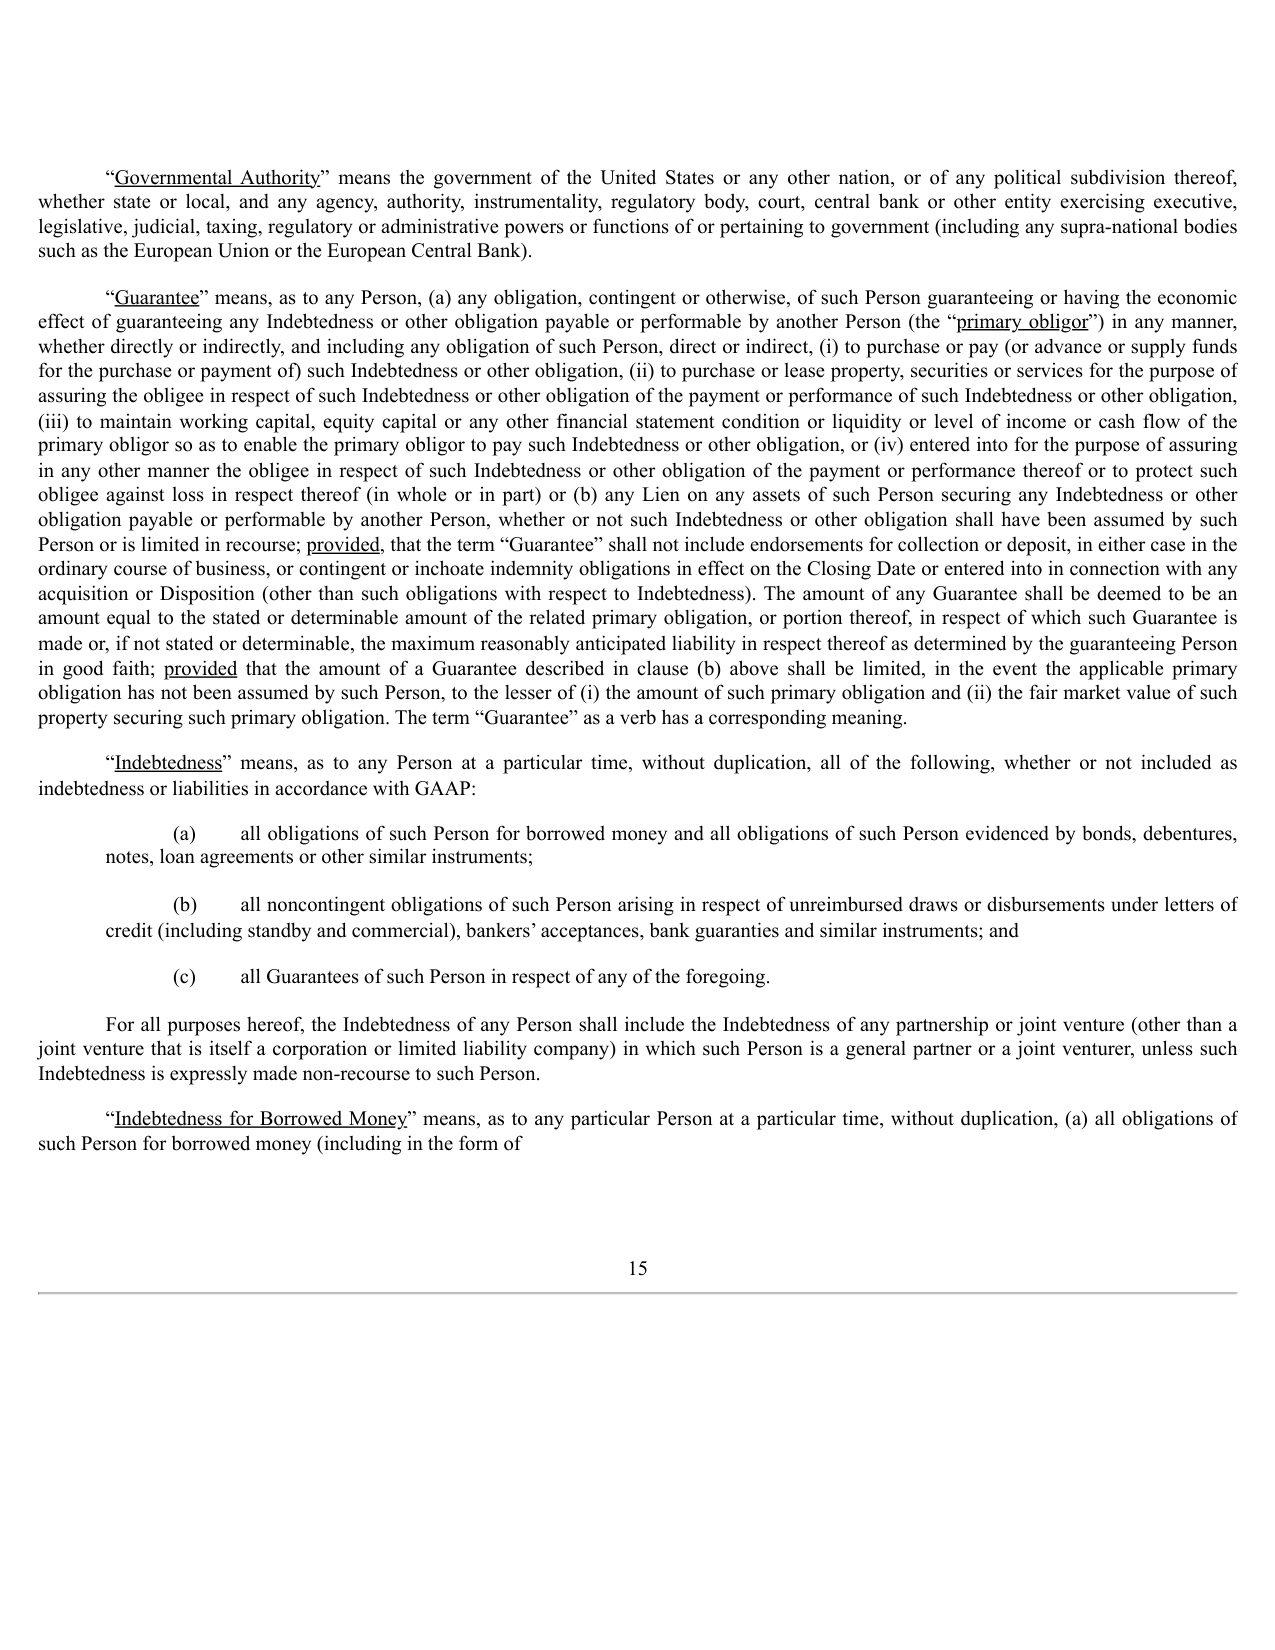 “Governmental Authority” means the government of the United States or any other nation, or of any political subdivision thereof,
whether state or local, and any agency, authority, instrumentality, regulatory body, court, central bank or other entity exercising executive,
legislative, judicial, taxing, regulatory or administrative powers or functions of or pertaining to government (including any supra-national bodies
such as the European Union or the European Central Bank).
“Guarantee” means, as to any Person, (a) any obligation, contingent or otherwise, of such Person guaranteeing or having the economic
effect of guaranteeing any Indebtedness or other obligation payable or performable by another Person (the “primary obligor”) in any manner,
whether directly or indirectly, and including any obligation of such Person, direct or indirect, (i) to purchase or pay (or advance or supply funds
for the purchase or payment of) such Indebtedness or other obligation, (ii) to purchase or lease property, securities or services for the purpose of
assuring the obligee in respect of such Indebtedness or other obligation of the payment or performance of such Indebtedness or other obligation,
(iii) to maintain working capital, equity capital or any other financial statement condition or liquidity or level of income or cash flow of the
primary obligor so as to enable the primary obligor to pay such Indebtedness or other obligation, or (iv) entered into for the purpose of assuring
in any other manner the obligee in respect of such Indebtedness or other obligation of the payment or performance thereof or to protect such
obligee against loss in respect thereof (in whole or in part) or (b) any Lien on any assets of such Person securing any Indebtedness or other
obligation payable or performable by another Person, whether or not such Indebtedness or other obligation shall have been assumed by such
Person or is limited in recourse; provided, that the term “Guarantee” shall not include endorsements for collection or deposit, in either case in the
ordinary course of business, or contingent or inchoate indemnity obligations in effect on the Closing Date or entered into in connection with any
acquisition or Disposition (other than such obligations with respect to Indebtedness). The amount of any Guarantee shall be deemed to be an
amount equal to the stated or determinable amount of the related primary obligation, or portion thereof, in respect of which such Guarantee is
made or, if not stated or determinable, the maximum reasonably anticipated liability in respect thereof as determined by the guaranteeing Person
in good faith; provided that the amount of a Guarantee described in clause (b) above shall be limited, in the event the applicable primary
obligation has not been assumed by such Person, to the lesser of (i) the amount of such primary obligation and (ii) the fair market value of such
property securing such primary obligation. The term “Guarantee” as a verb has a corresponding meaning.
“Indebtedness” means, as to any Person at a particular time, without duplication, all of the following, whether or not included as
indebtedness or liabilities in accordance with GAAP:
(a) all obligations of such Person for borrowed money and all obligations of such Person evidenced by bonds, debentures,
notes, loan agreements or other similar instruments;
(b) all noncontingent obligations of such Person arising in respect of unreimbursed draws or disbursements under letters of
credit (including standby and commercial), bankers’ acceptances, bank guaranties and similar instruments; and
(c) all Guarantees of such Person in respect of any of the foregoing.
For all purposes hereof, the Indebtedness of any Person shall include the Indebtedness of any partnership or joint venture (other than a
joint venture that is itself a corporation or limited liability company) in which such Person is a general partner or a joint venturer, unless such
Indebtedness is expressly made non-recourse to such Person.
“Indebtedness for Borrowed Money” means, as to any particular Person at a particular time, without duplication, (a) all obligations of
such Person for borrowed money (including in the form of
15